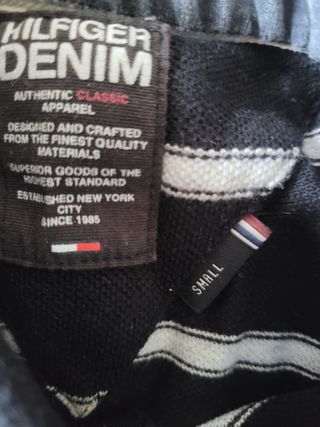 HILFIGER
DENIM
AUTHENTIC CLASSIC
APPAREL
DESIGNED AND CRAFTED
FROM THE FINEST QUALITY
MATERIALS
SUPERIOR GOODS OF THE
HIGHEST STANDARD
ESTABLISHED NEW YORK
CITY
SINCE 1985
SMALL